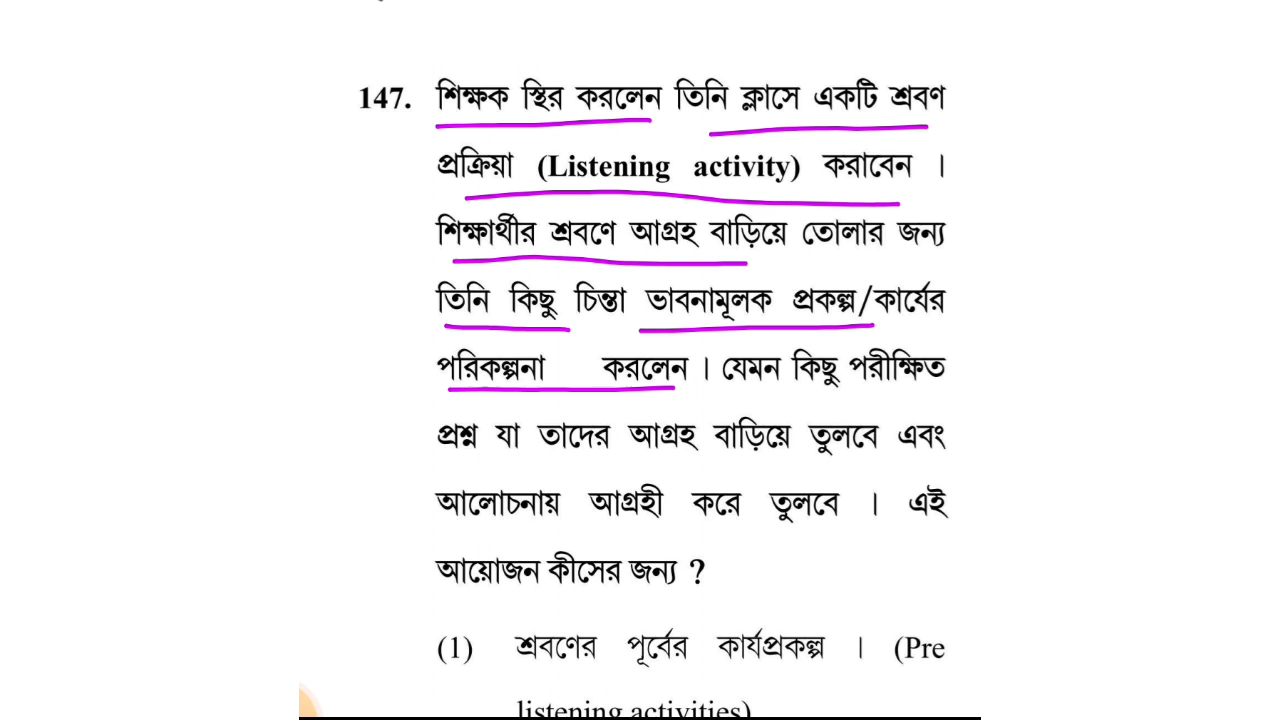 147. শিক্ষক স্থির করলেন তিনি ক্লাসে একটি শ্রবণ
প্রক্রিয়া (Listening activity) করাবেন ।
শিক্ষার্থীর শ্রবণে আগ্রহ বাড়িয়ে তোলার জন্য
তিনি কিছু চিন্তা ভাবনামূলক প্রকল্প/কার্যের
পরিকল্পনা করলেন । যেমন কিছু পরীক্ষিত
প্রশ্ন যা তাদের আগ্রহ বাড়িয়ে তুলবে এবং
আলোচনায় আগ্রহী করে তুলবে । এই
আয়োজন কীসের জন্য ?
(1) শ্রবণের পূর্বের কার্যপ্রকল্প । (Pre
listening activities)